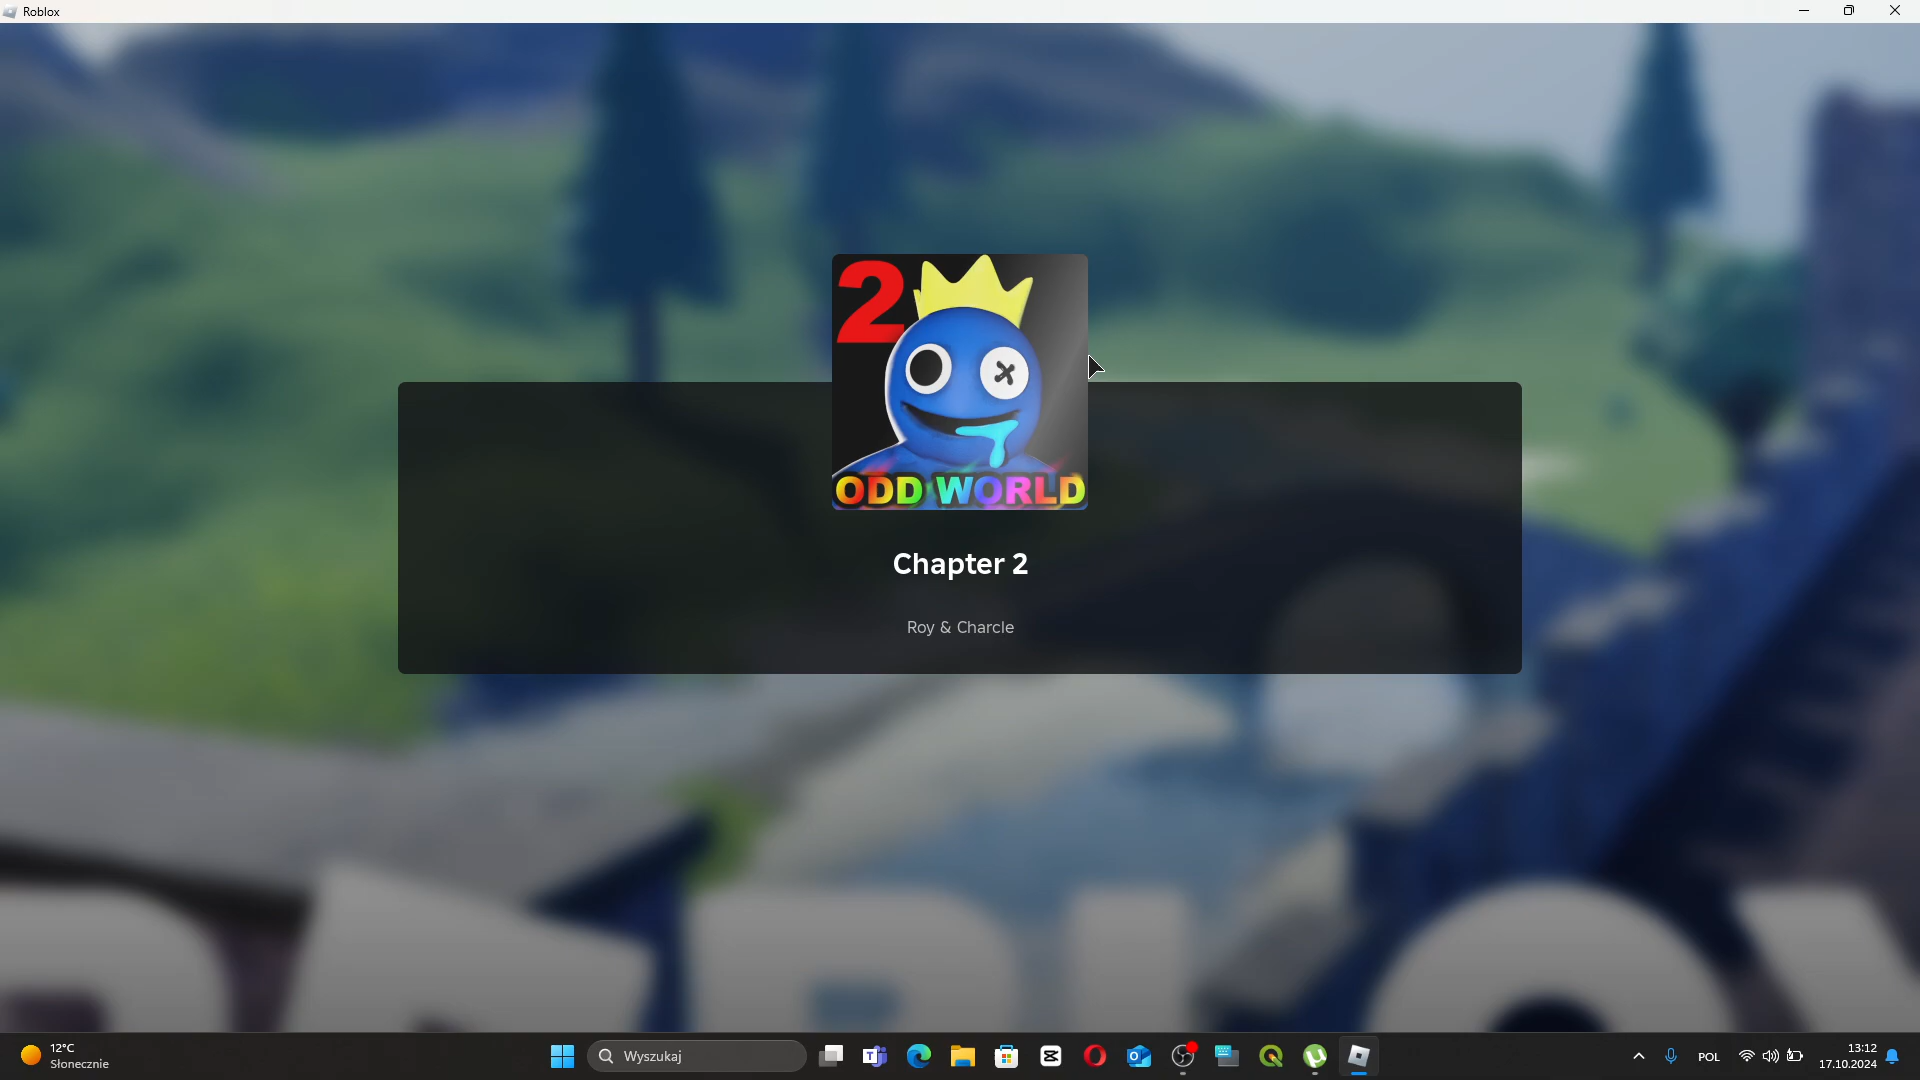 Roblox
2
ODD WORLD
Chapter 2
Roy & Charcle
12°C
Słonecznie
Wyszukaj
POL
13:12
17.10.2024